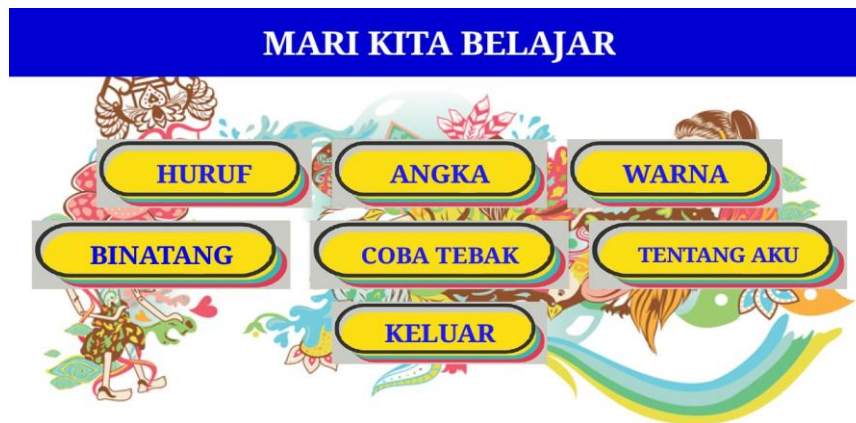 MARI KITA BELAJAR
HURUF
ANGKA
WARNA
BINATANG
COBA TEBAK
TENTANG AKU
KELUAR